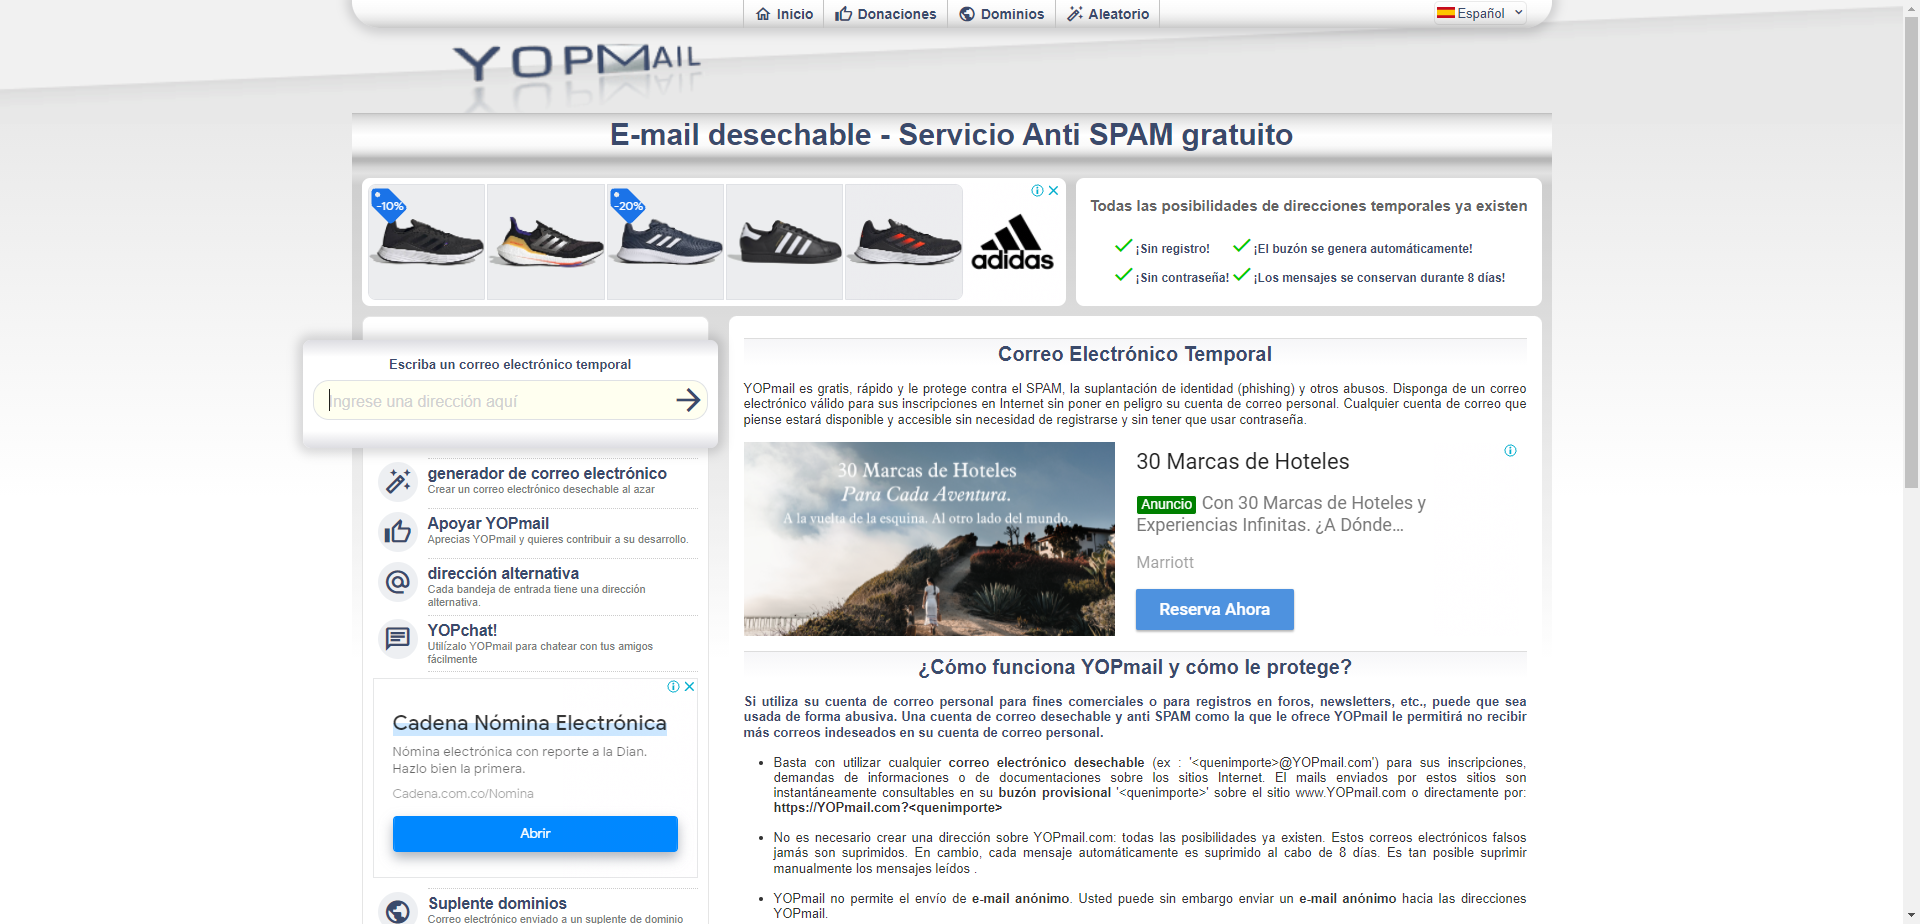 Inicio
Donaciones
Dominios
Aleatorio
Español
YOPMAIL
E-mail desechable - Servicio Anti SPAM gratuito
-10%
-20%
adidas
Todas las posibilidades de direcciones temporales ya existen
¡Sin registro!
¡El buzón se genera automáticamente!
¡Sin contraseña!
¡Los mensajes se conservan durante 8 días!
Escriba un correo electrónico temporal
Ingrese una dirección aquí
generador de correo electrónico
Crear un correo electrónico desechable al azar
Apoyar YOPmail
Aprecias YOPmail y quieres contribuir a su desarrollo.
dirección alternativa
Cada bandeja de entrada tiene una dirección
alternativa.
YOPchat!
Utilízalo YOPmail para chatear con tus amigos
fácilmente
Cadena Nómina Electrónica
Nómina electrónica con reporte a la Dian.
Hazlo bien la primera.
Cadena.com.co/Nomina
Abrir
Suplente dominios
Correo electrónico enviado a un suplente de dominio
Correo Electrónico Temporal
YOPmail es gratis, rápido y le protege contra el SPAM, la suplantación de identidad (phishing) y otros abusos. Disponga de un correo
electrónico válido para sus inscripciones en Internet sin poner en peligro su cuenta de correo personal. Cualquier cuenta de correo que
piense estará disponible y accesible sin necesidad de registrarse y sin tener que usar contraseña.
30 Marcas de Hoteles
Para Cada Aventura.
A la vuelta de la esquina. Al otro lado del mundo.
30 Marcas de Hoteles
Anuncio Con 30 Marcas de Hoteles y
Experiencias Infinitas. ¿A Dónde...
Marriott
Reserva Ahora
¿Cómo funciona YOPmail y cómo le protege?
Si utiliza su cuenta de correo personal para fines comerciales o para registros en foros, newsletters, etc., puede que sea
usada de forma abusiva. Una cuenta de correo desechable y anti SPAM como la que le ofrece YOPmail le permitirá no recibir
más correos indeseados en su cuenta de correo personal.
• Basta con utilizar cualquier correo electrónico desechable (ex : '<quenimporte>@YOPmail.com') para sus inscripciones,
demandas de informaciones o de documentaciones sobre los sitios Internet. El mails enviados por estos sitios son
instantáneamente consultables en su buzón provisional '<quenimporte>' sobre el sitio www.YOPmail.com o directamente por:
https://YOPmail.com?<quenimporte>
• No es necesario crear una dirección sobre YOPmail.com: todas las posibilidades ya existen. Estos correos electrónicos falsos
jamás son suprimidos. En cambio, cada mensaje automáticamente es suprimido al cabo de 8 días. Es tan posible suprimir
manualmente los mensajes leídos .
• YOPmail no permite el envío de e-mail anónimo. Usted puede sin embargo enviar un e-mail anónimo hacia las direcciones
YOPmail.